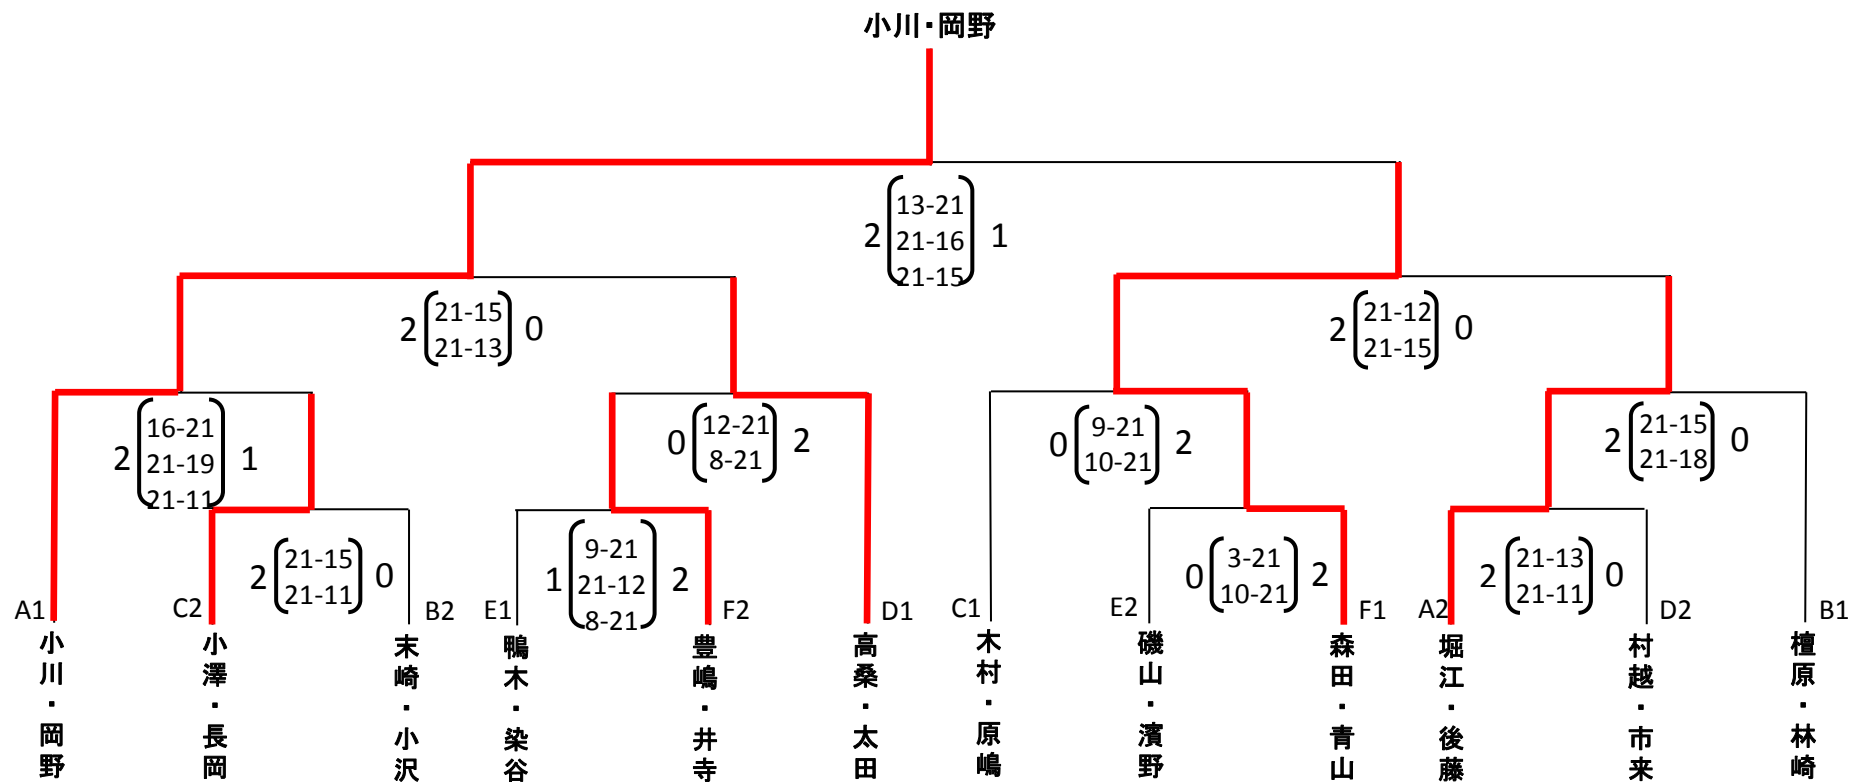 小川・岡野
13-21
2 21-16 1
21-15
21-15
2 0
21-13
21-12
2 0
21-15
16-21
2 21-19 1
21-11
12-21
0 2
8-21
9-21
0 2
10-21
21-15
2 0
21-18
21-15
2 0
21-11
9-21
1 21-12 2
8-21
3-21
0 2
10-21
21-13
2 0
21-11
A1 C2 B2 E1 F2 D1 C1 E2 F1 A2 D2 B1
小川・岡野
小澤・長岡
末崎・小沢
鴨木・染谷
豊嶋・井寺
高桑・太田
木村・原嶋
磯山・濱野
森田・青山
堀江・後藤
村越・市来
檀原・林崎